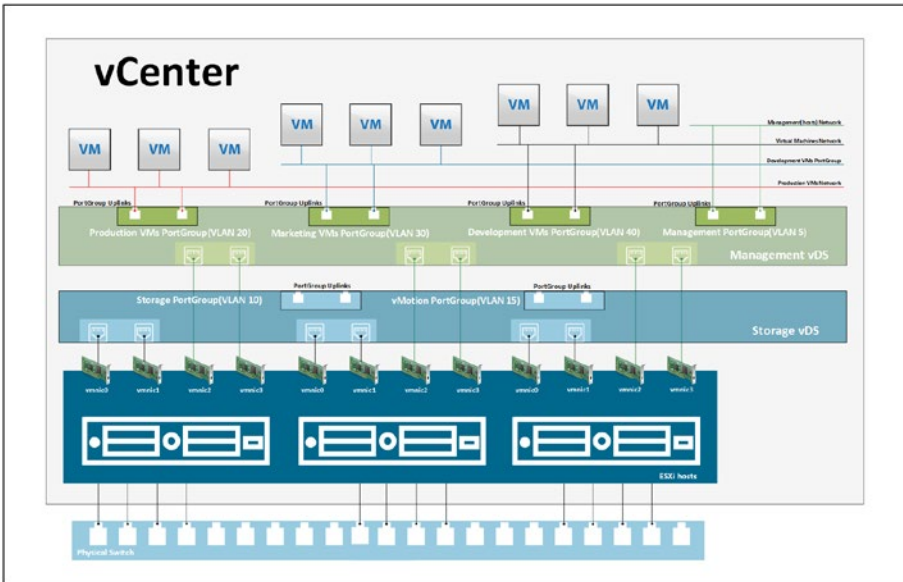 vCenter
VM VM VM
VM VM VM
VM VM VM
Management(hosts) Network
Virtual Machines Network
Development VMs PortGroup
Production VMs Network
PortGroup Uplinks PortGroup Uplinks PortGroup Uplinks PortGroup Uplinks
Production VMs PortGroup(VLAN 20) Marketing VMs PortGroup(VLAN 30) Development VMs PortGroup(VLAN 40) Management PortGroup(VLAN 5)
Management vDS
PortGroup Uplinks PortGroup Uplinks
Storage PortGroup(VLAN 10) vMotion PortGroup(VLAN 15)
Storage vDS
vmnic0 vmnic1 vmnic2 vmnic3 vmnic0 vmnic1 vmnic2 vmnic3 vmnic0 vmnic1 vmnic2 vmnic3
ESXi hosts
Physical Switch